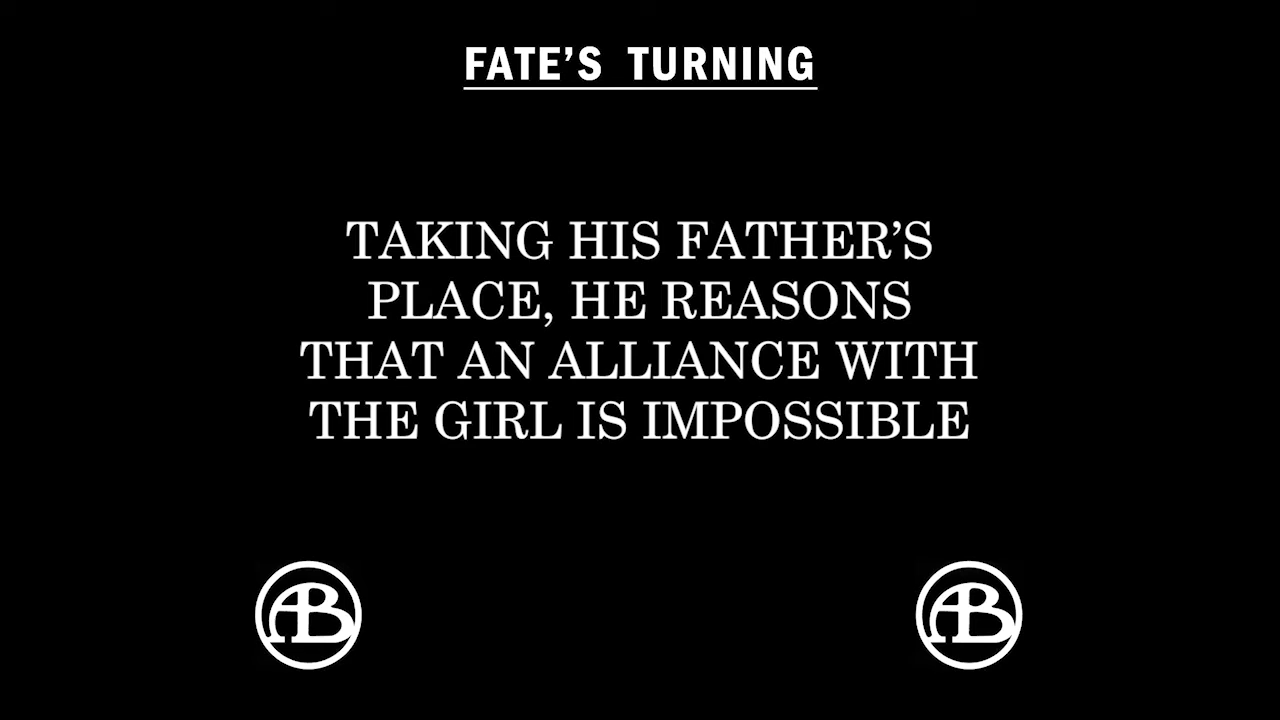 FATE’S TURNING
TAKING HIS FATHER’S
PLACE, HE REASONS
THAT AN ALLIANCE WITH
THE GIRL IS IMPOSSIBLE
AB AB